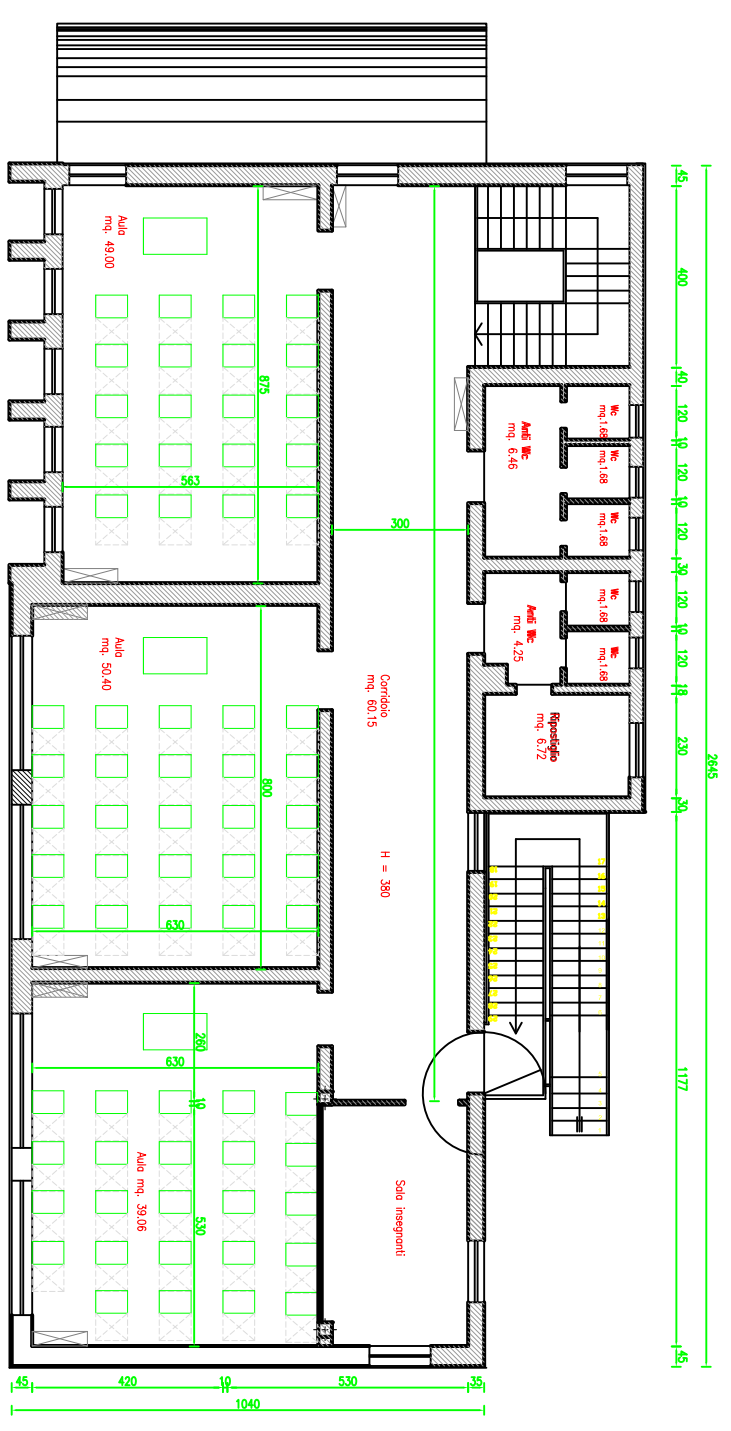 45
400
40
120
10
120
10
120
30
120
10
120
18
230
30
1177
45
2645
Aula
mq. 49.00
875
563
300
Wc
mq.1.68
Wc
mq.1.68
Wc
mq.1.68
Wc
mq.1.68
Wc
mq.1.68
Anti Wc
mq. 6.46
Anti Wc
mq. 4.25
Ripostiglio
mq. 6.72
Aula
mq. 50.40
800
630
Corridoio
mq. 60.15
H = 380
260
630
10
530
Aula mq. 39.06
Sala insegnanti
45
420
10
530
35
1040